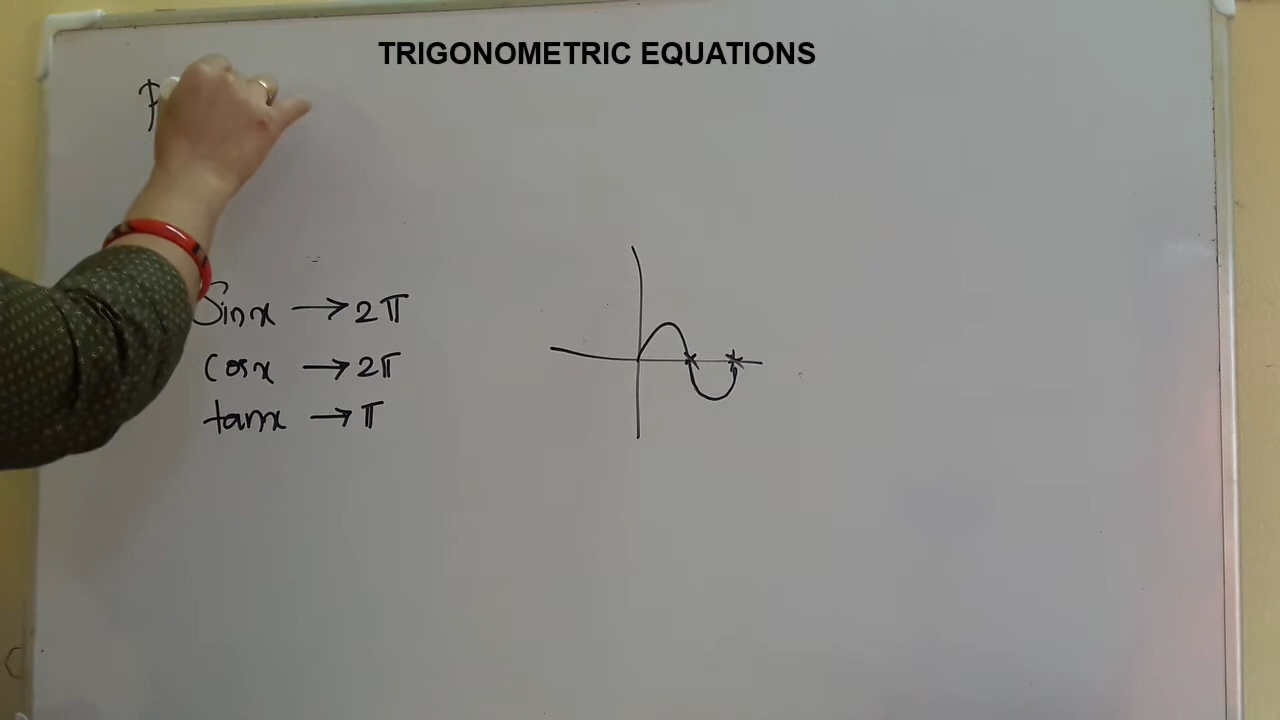 TRIGONOMETRIC EQUATIONS
P
Sinx → 2π
Cosx → 2π
tanx → π